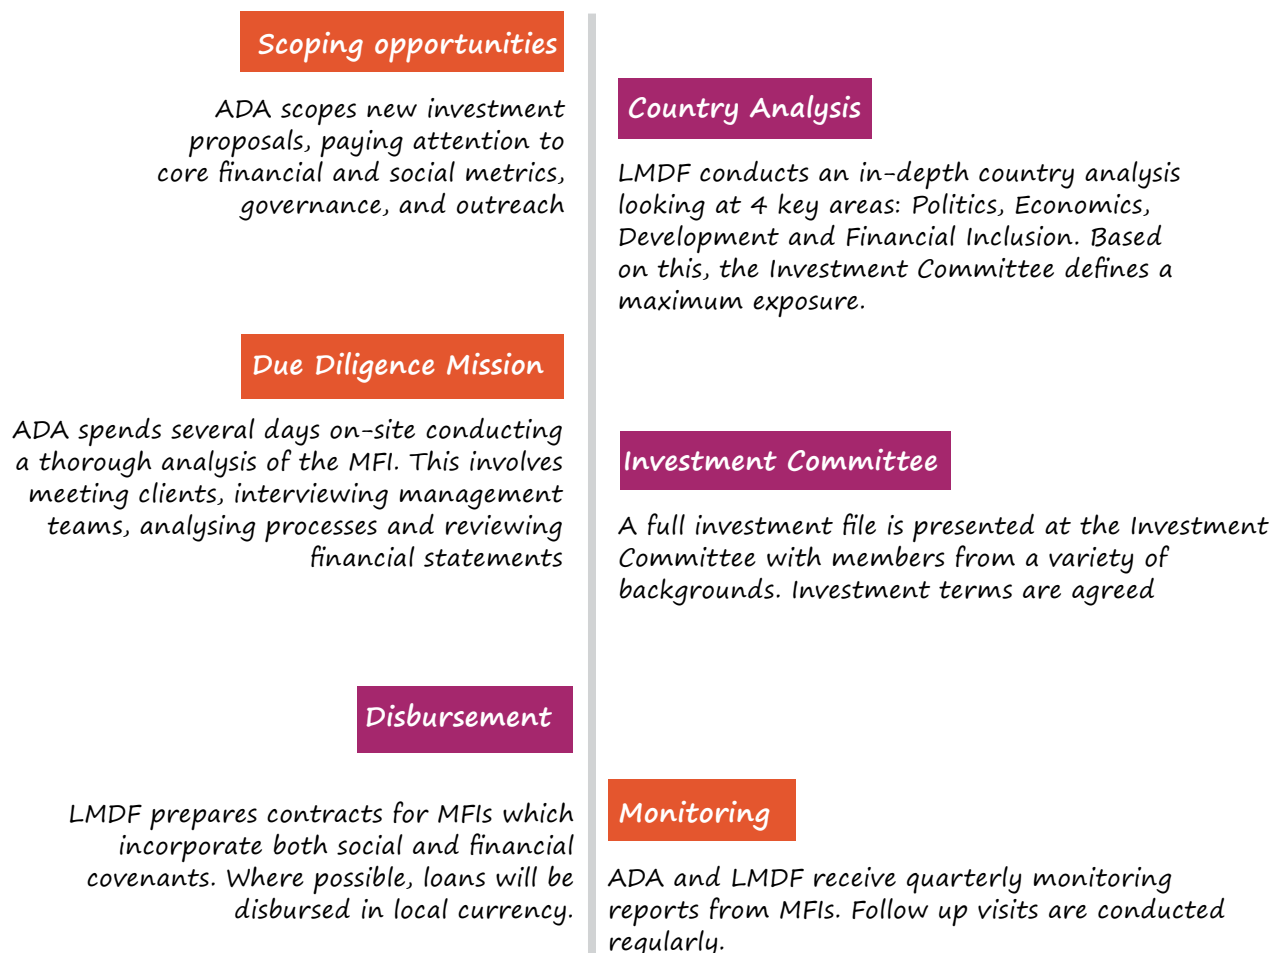 Scoping opportunities
ADA scopes new investment
proposals, paying attention to
core financial and social metrics,
governance, and outreach
Country Analysis
LMDF conducts an in-depth country analysis
looking at 4 key areas: Politics, Economics,
Development and Financial Inclusion. Based
on this, the Investment Committee defines a
maximum exposure.
Due Diligence Mission
ADA spends several days on-site conducting
a thorough analysis of the MFI. This involves
meeting clients, interviewing management
teams, analysing processes and reviewing
financial statements
Investment Committee
A full investment file is presented at the Investment
Committee with members from a variety of
backgrounds. Investment terms are agreed
Disbursement
LMDF prepares contracts for MFIs which
incorporate both social and financial
covenants. Where possible, loans will be
disbursed in local currency.
Monitoring
ADA and LMDF receive quarterly monitoring
reports from MFIs. Follow up visits are conducted
regularly.